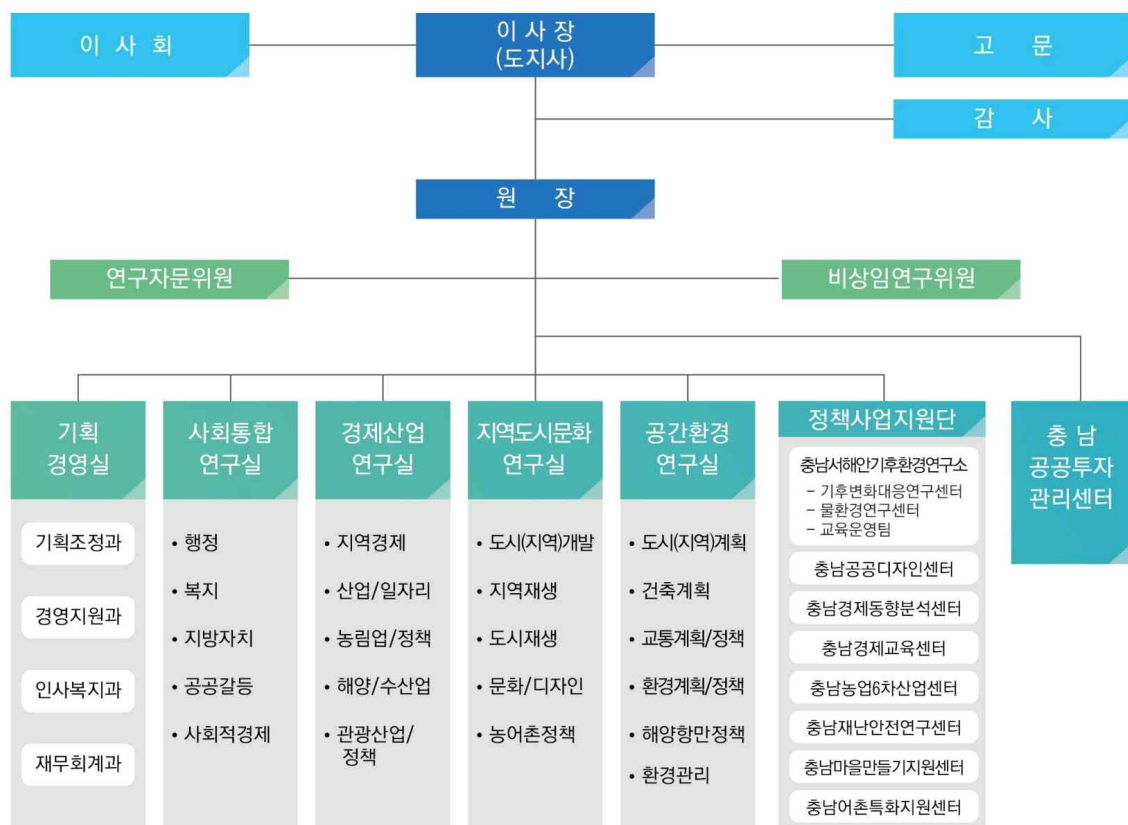 이 사 회
이 사 장
(도지사)
고 문
감 사
원 장
연구자문위원
비상임연구위원
기획
경영실
기획조정과
경영지원과
인사복지과
재무회계과
사회통합
연구실
• 행정
• 복지
• 지방자치
• 공공갈등
• 사회적경제
경제산업
연구실
• 지역경제
• 산업/일자리
• 농림업/정책
• 해양/수산업
• 관광산업/
정책
지역도시문화
연구실
• 도시(지역)개발
• 지역재생
• 도시재생
• 문화/디자인
• 농어촌정책
공간환경
연구실
• 도시(지역)계획
• 건축계획
• 교통계획/정책
• 환경계획/정책
• 해양항만정책
• 환경관리
정책사업지원단
충남서해안기후환경연구소
– 기후변화대응연구센터
– 물환경연구센터
– 교육운영팀
충남공공디자인센터
충남경제동향분석센터
충남경제교육센터
충남농업6차산업센터
충남재난안전연구센터
충남마을만들기지원센터
충남어촌특화지원센터
충 남
공공투자
관리센터